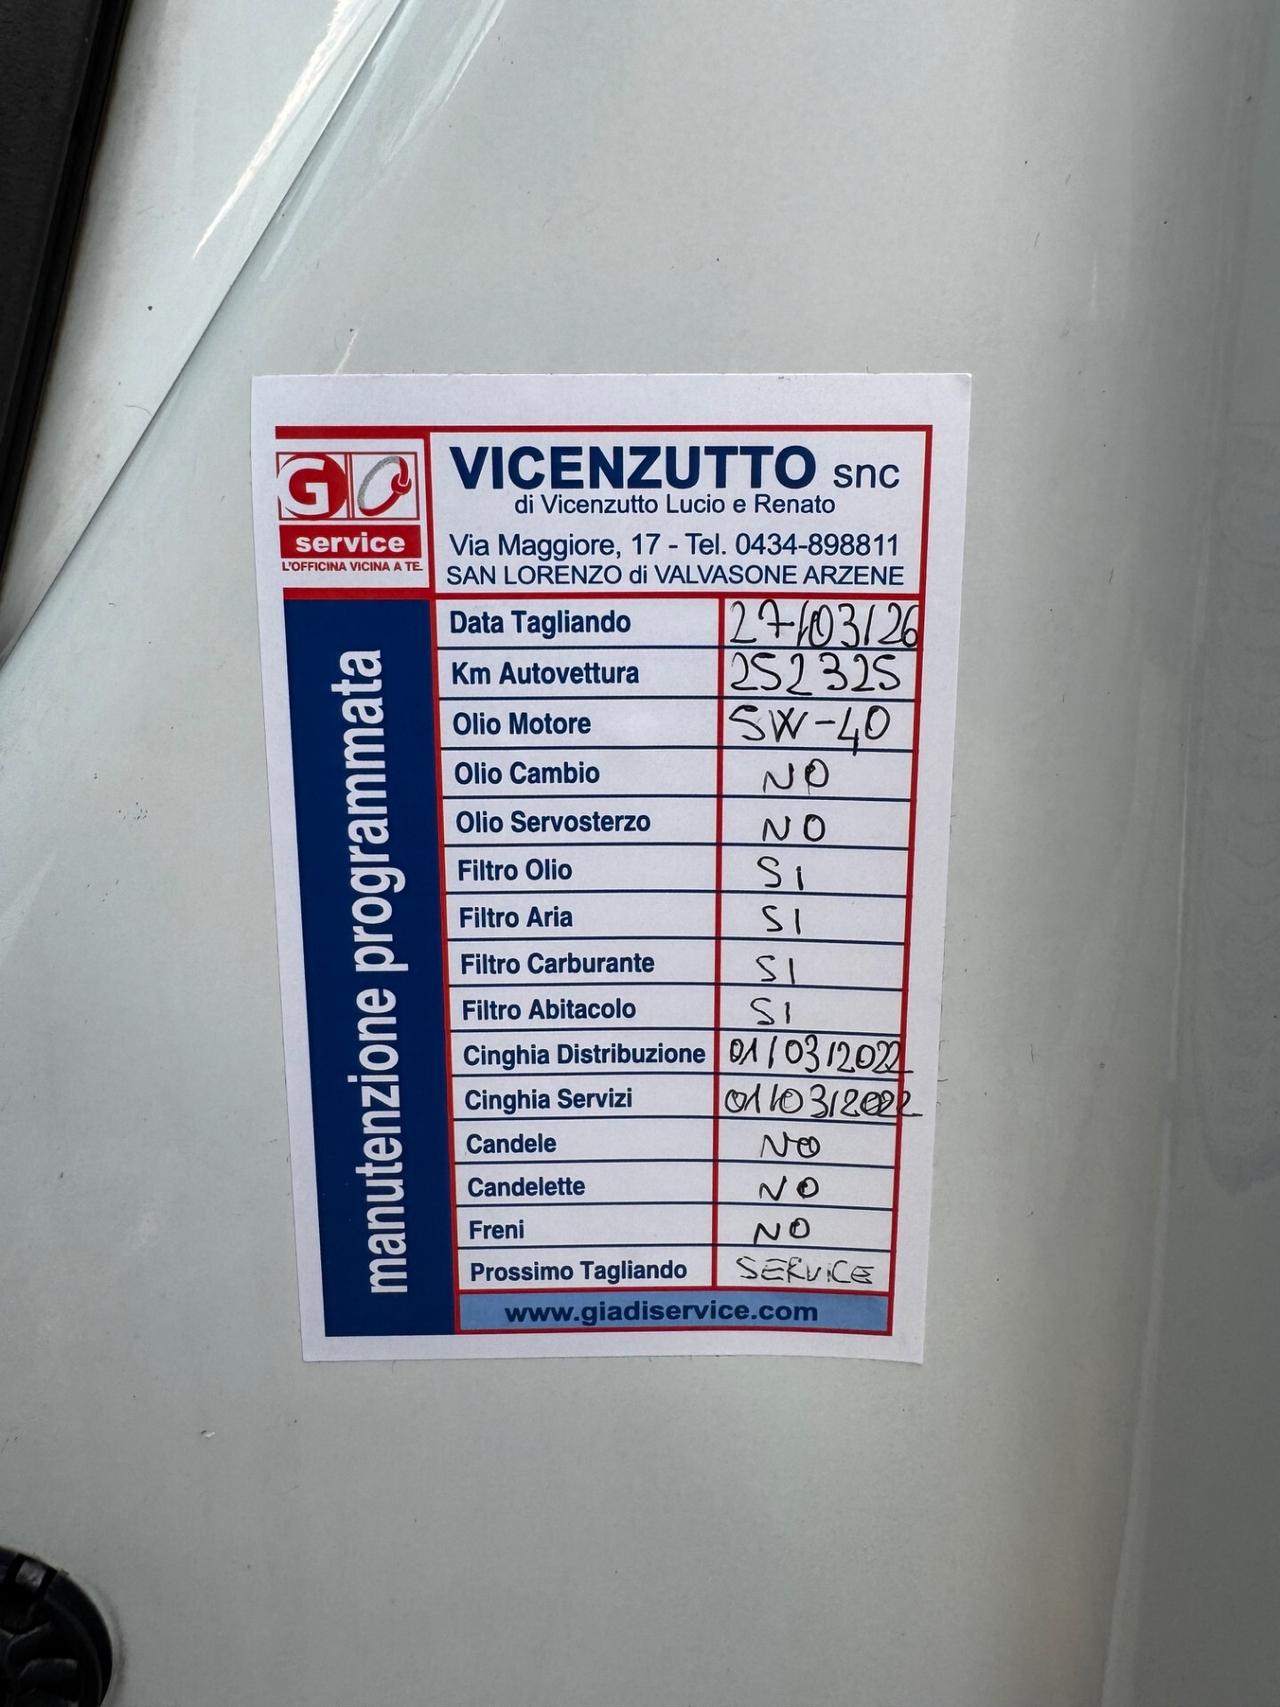 G
service
L'OFFICINA VICINA A TE.
VICENZUTTO snc
di Vicenzutto Lucio e Renato
Via Maggiore, 17 - Tel. 0434-898811
SAN LORENZO di VALVASONE ARZENE
manutenzione programmata
Data Tagliando 27/03/26
Km Autovettura 252325
Olio Motore 5W-40
Olio Cambio NO
Olio Servosterzo NO
Filtro Olio SI
Filtro Aria SI
Filtro Carburante SI
Filtro Abitacolo SI
Cinghia Distribuzione 01/03/2022
Cinghia Servizi 01/03/2022
Candele NO
Candelette NO
Freni NO
Prossimo Tagliando SERVICE
www.giadiservice.com